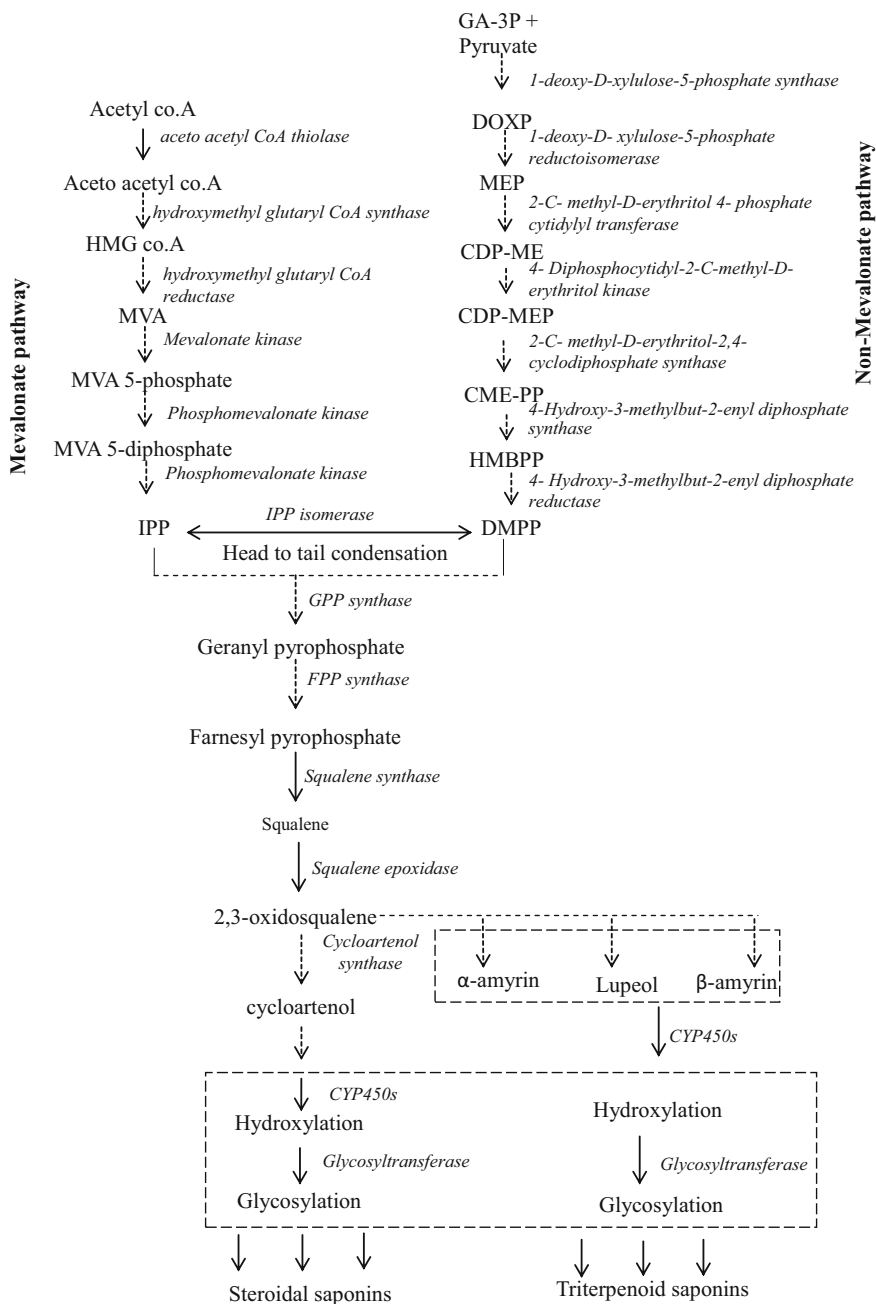 GA-3P +
Pyruvate
1-deoxy-D-xylulose-5-phosphate synthase
Acetyl co.A
aceto acetyl CoA thiolase
DOXP
1-deoxy-D- xylulose-5-phosphate
reductoisomerase
Aceto acetyl co.A
MEP
hydroxymethyl glutaryl CoA synthase
2-C- methyl-D-erythritol 4- phosphate
cytidylyl transferase
HMG co.A
CDP-ME
hydroxymethyl glutaryl CoA
reductase
4- Diphosphocytidyl-2-C-methyl-D-
erythritol kinase
MVA
CDP-MEP
Mevalonate kinase
2-C- methyl-D-erythritol-2,4-
cyclodiphosphate synthase
MVA 5-phosphate
CME-PP
Phosphomevalonate kinase
4-Hydroxy-3-methylbut-2-enyl diphosphate
synthase
MVA 5-diphosphate
HMBPP
Phosphomevalonate kinase
4- Hydroxy-3-methylbut-2-enyl diphosphate
reductase
Mevalonate pathway
Non-Mevalonate pathway
IPP
IPP isomerase
DMPP
Head to tail condensation
GPP synthase
Geranyl pyrophosphate
FPP synthase
Farnesyl pyrophosphate
Squalene synthase
Squalene
Squalene epoxidase
2,3-oxidosqualene
Cycloartenol
synthase
α-amyrin
Lupeol
β-amyrin
cycloartenol
CYP450s
CYP450s
Hydroxylation
Hydroxylation
Glycosyltransferase
Glycosyltransferase
Glycosylation
Glycosylation
Steroidal saponins
Triterpenoid saponins